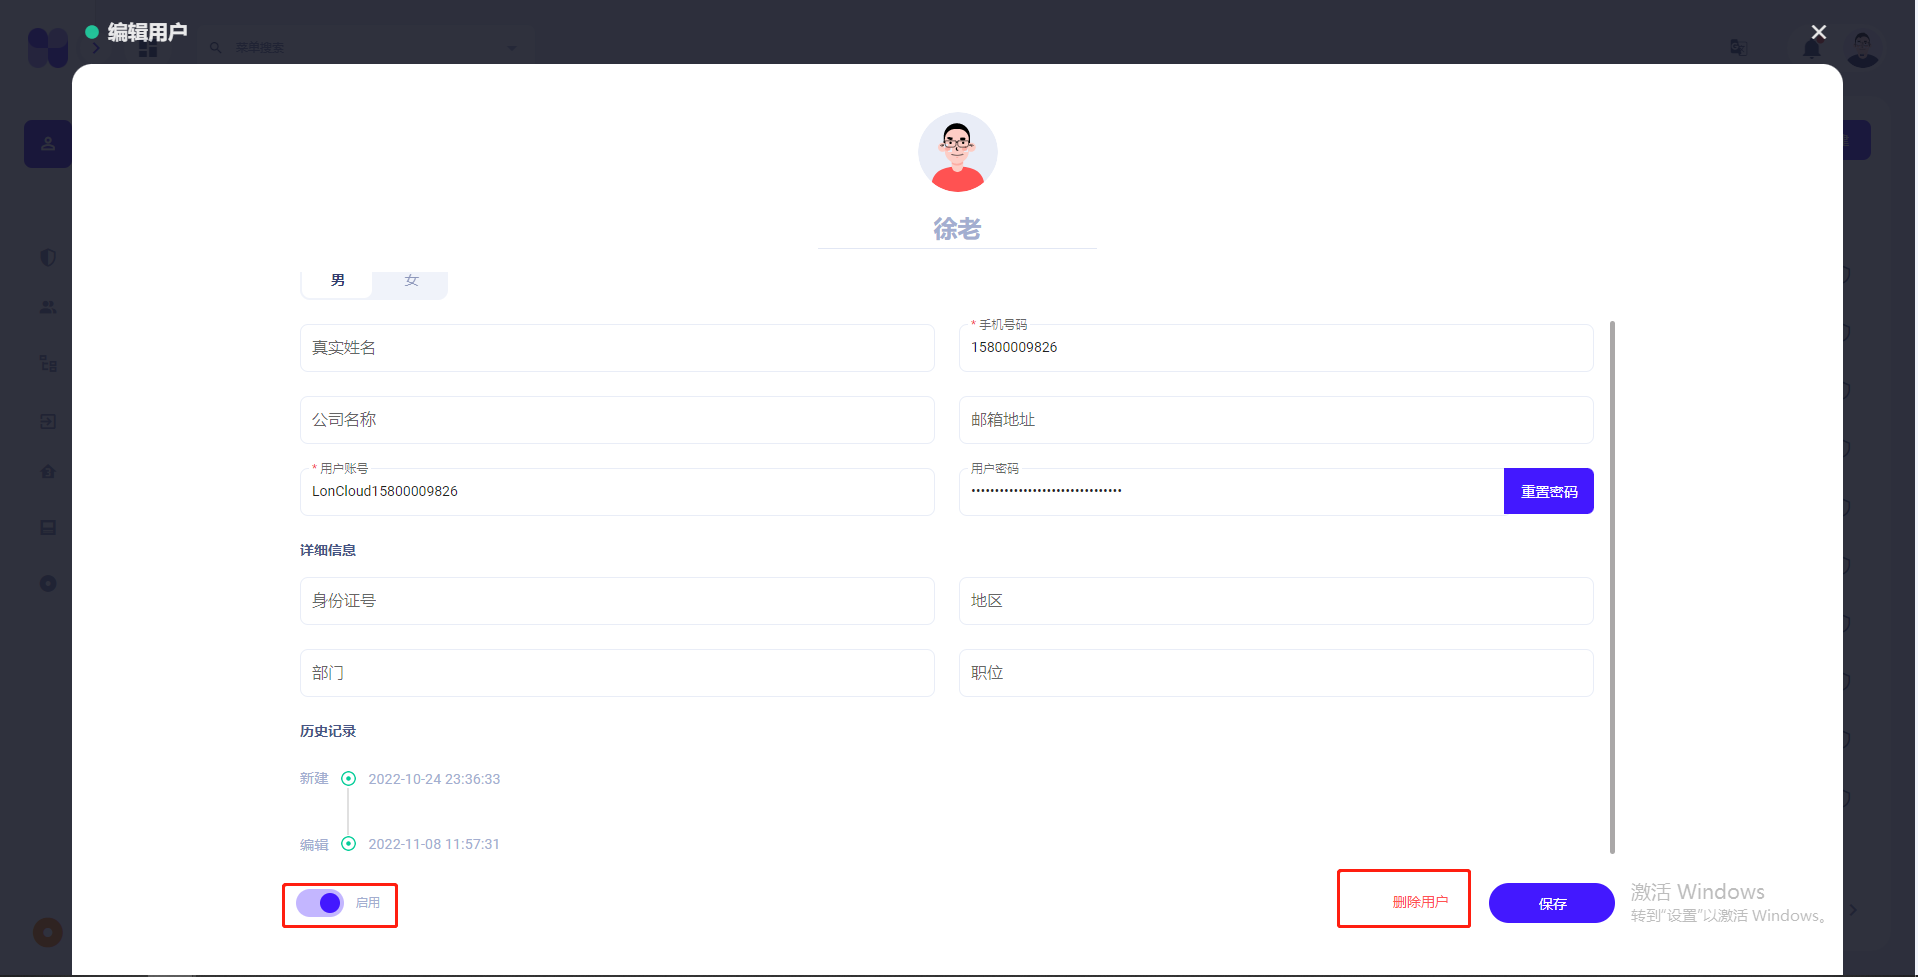 编辑用户
菜单搜索
徐老
男 女
真实姓名
* 手机号码
15800009826
公司名称
邮箱地址
* 用户账号
LonCloud15800009826
用户密码
••••••••••••••••••••••••••••••••
重置密码
详细信息
身份证号
地区
部门
职位
历史记录
新建 2022-10-24 23:36:33
编辑 2022-11-08 11:57:31
启用
删除用户
保存
激活 Windows
转到“设置”以激活 Windows。